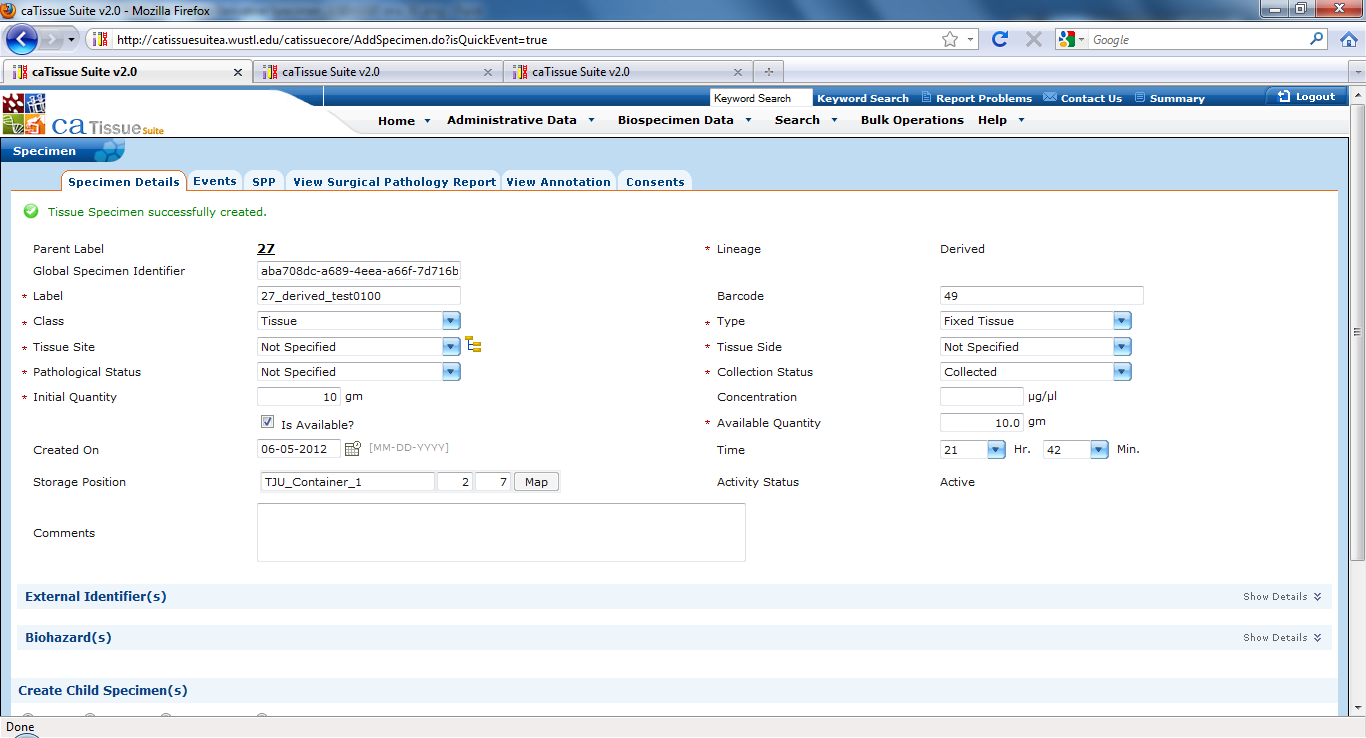 caTissue Suite v2.0 - Mozilla Firefox
http://catissuesuitea.wustl.edu/catissuecore/AddSpecimen.do?isQuickEvent=true
Google
caTissue Suite v2.0
caTissue Suite v2.0
caTissue Suite v2.0
Keyword Search Keyword Search Report Problems Contact Us Summary Logout
ca Tissue Suite
Home Administrative Data Biospecimen Data Search Bulk Operations Help
Specimen
Specimen Details Events SPP View Surgical Pathology Report View Annotation Consents
Tissue Specimen successfully created.
Parent Label 27 * Lineage Derived
Global Specimen Identifier aba708dc-a689-4eea-a66f-7d716b
* Label 27_derived_test0100 Barcode 49
* Class Tissue * Type Fixed Tissue
* Tissue Site Not Specified * Tissue Side Not Specified
* Pathological Status Not Specified * Collection Status Collected
* Initial Quantity 10 gm Concentration µg/µl
Is Available? * Available Quantity 10.0 gm
Created On 06-05-2012 [MM-DD-YYYY] Time 21 Hr. 42 Min.
Storage Position TJU_Container_1 2 7 Map Activity Status Active
Comments
External Identifier(s) Show Details
Biohazard(s) Show Details
Create Child Specimen(s)
Done